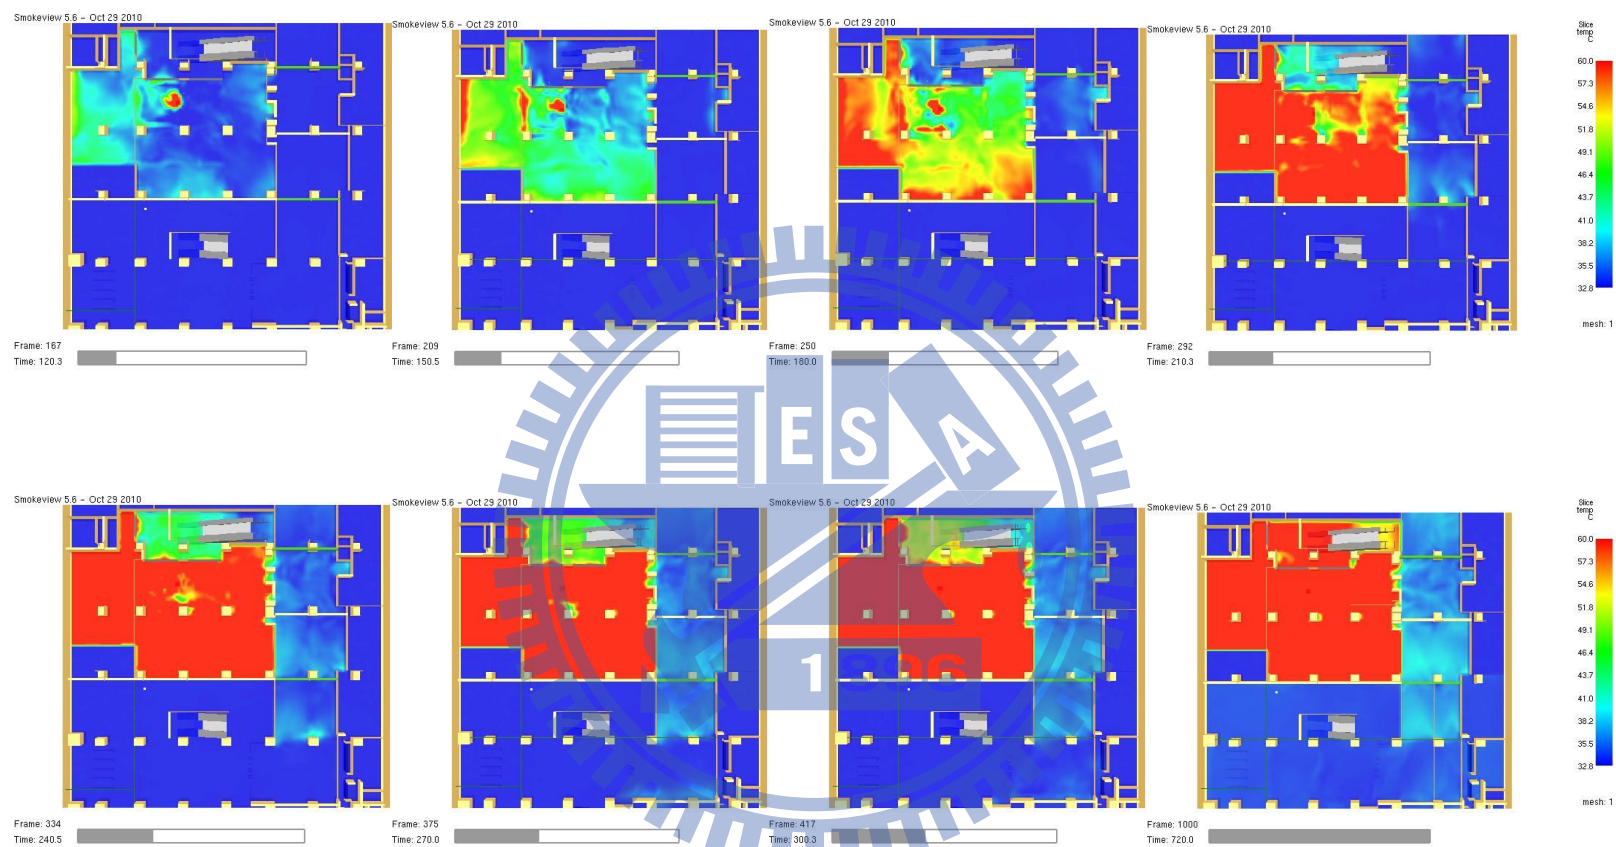 Smokeview 5.6 – Oct 29 2010
Smokeview 5.6 – Oct 29 2010
Smokeview 5.6 – Oct 29 2010
Smokeview 5.6 – Oct 29 2010
Slice
temp
C
60.0
57.3
54.6
51.8
49.1
46.4
43.7
41.0
38.2
35.5
32.8
mesh: 1
Frame: 167
Time: 120.3
Frame: 209
Time: 150.5
Frame: 250
Time: 180.0
Frame: 292
Time: 210.3
ESA
1896
Smokeview 5.6 – Oct 29 2010
Smokeview 5.6 – Oct 29 2010
Smokeview 5.6 – Oct 29 2010
Smokeview 5.6 – Oct 29 2010
Slice
temp
C
60.0
57.3
54.6
51.8
49.1
46.4
43.7
41.0
38.2
35.5
32.8
mesh: 1
Frame: 334
Time: 240.5
Frame: 375
Time: 270.0
Frame: 417
Time: 300.3
Frame: 1000
Time: 720.0